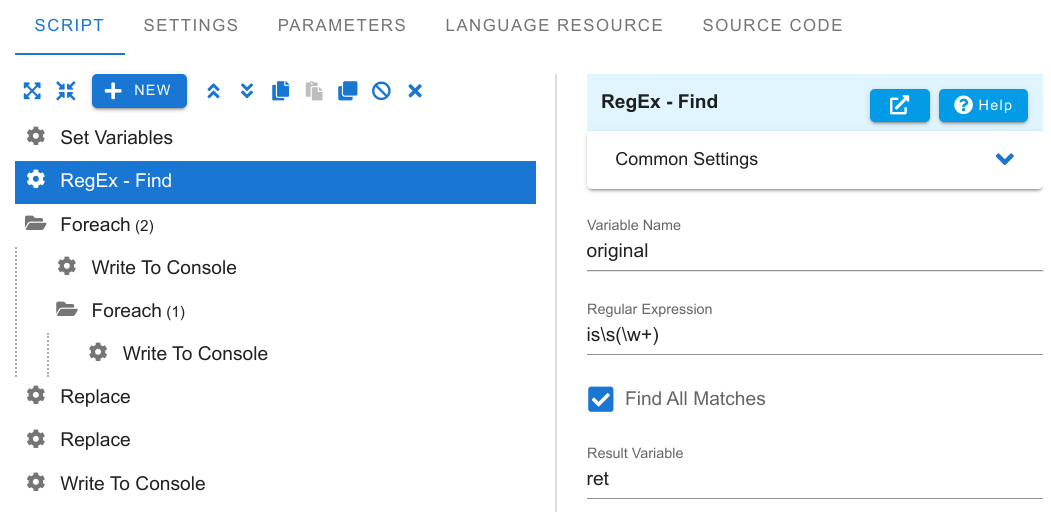 SCRIPT SETTINGS PARAMETERS LANGUAGE RESOURCE SOURCE CODE
NEW
Set Variables
RegEx - Find
Foreach (2)
Write To Console
Foreach (1)
Write To Console
Replace
Replace
Write To Console
RegEx - Find
Help
Common Settings
Variable Name
original
Regular Expression
is\s(\w+)
Find All Matches
Result Variable
ret